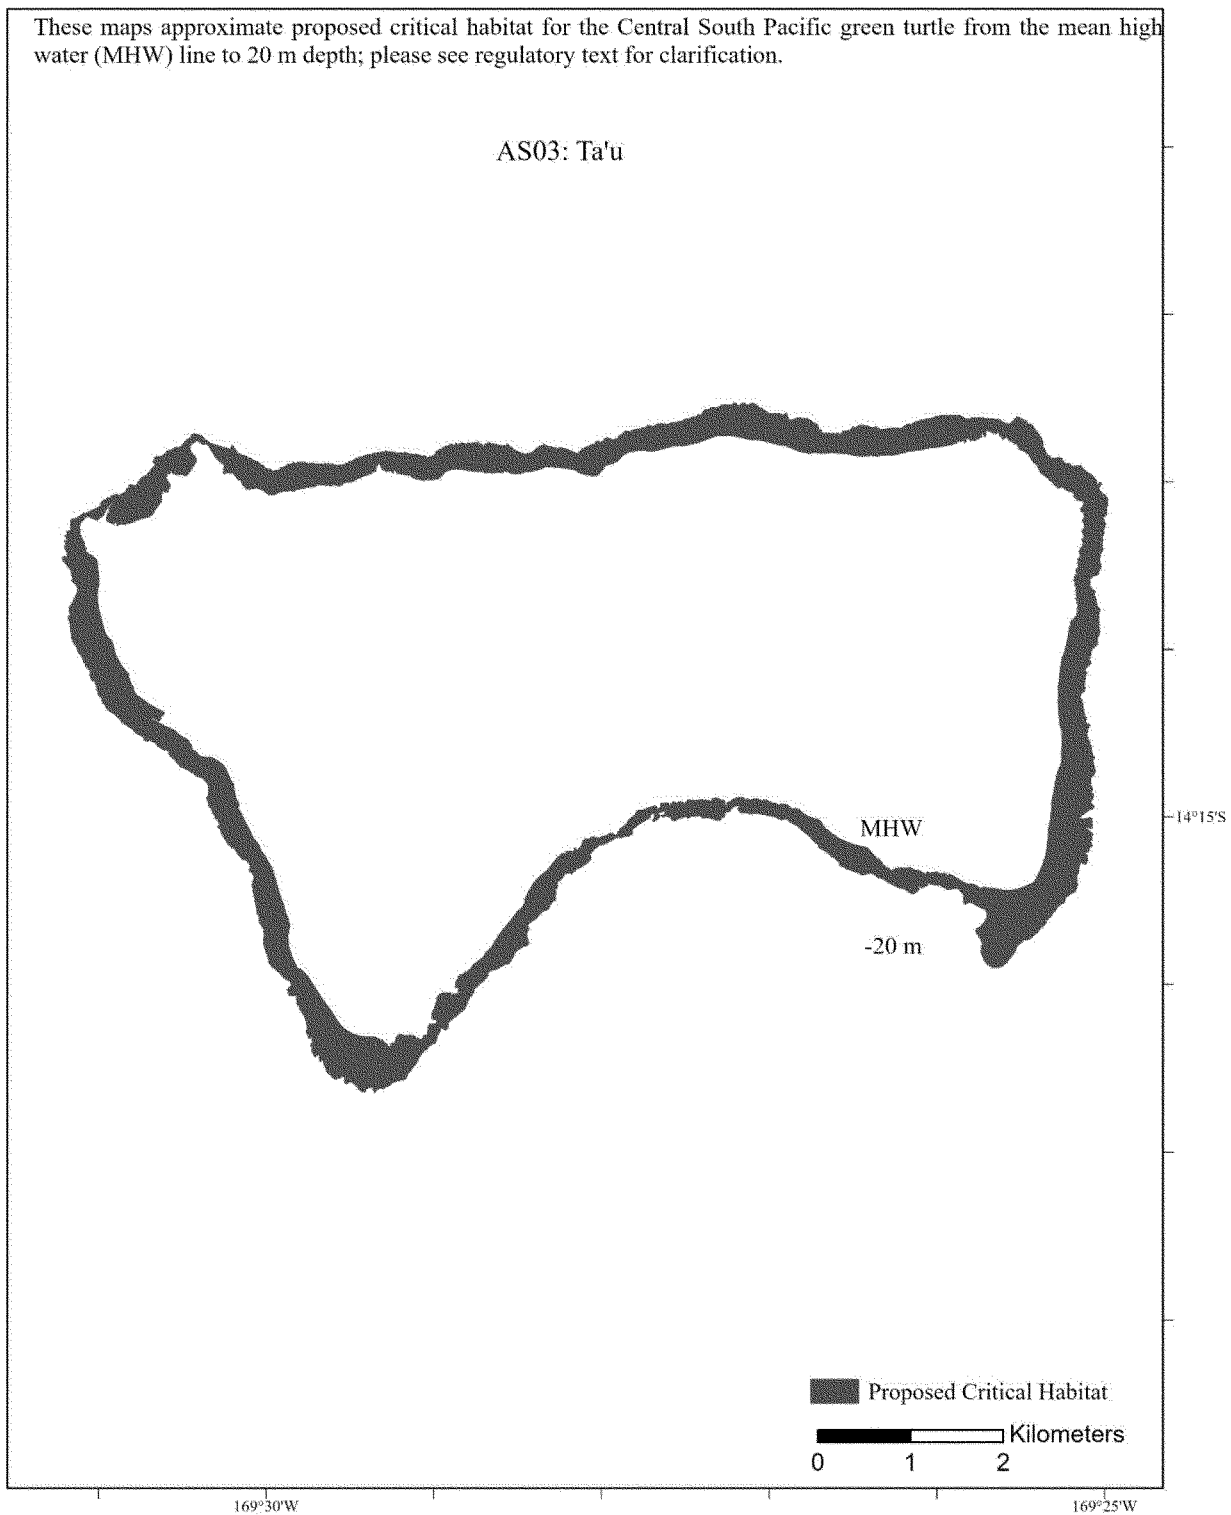 These maps approximate proposed critical habitat for the Central South Pacific green turtle from the mean high
water (MHW) line to 20 m depth; please see regulatory text for clarification.
AS03: Ta'u
MHW
14°15'S
-20 m
Proposed Critical Habitat
Kilometers
0 1 2
169°30'W 169°25'W